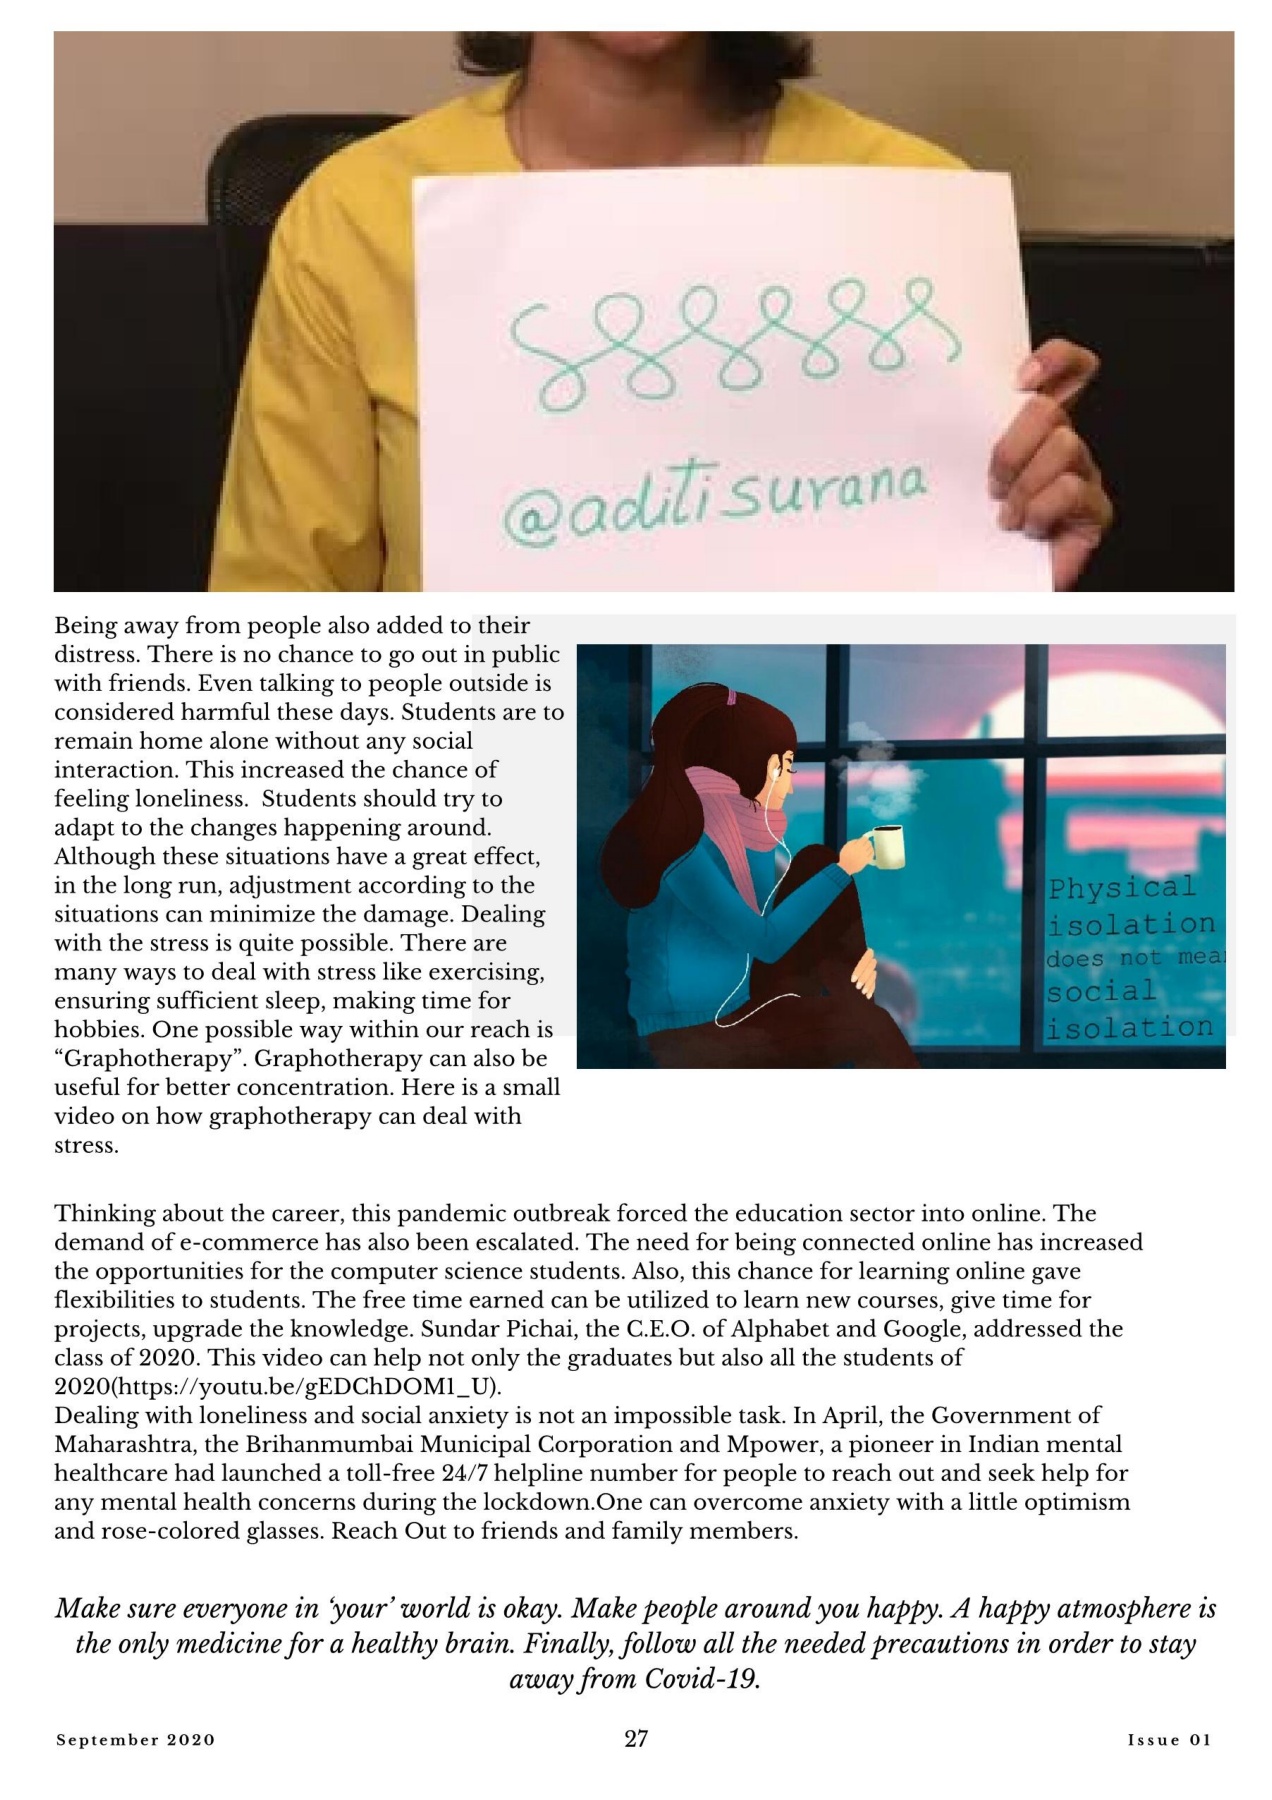 @aditisurana
Being away from people also added to their
distress. There is no chance to go out in public
with friends. Even talking to people outside is
considered harmful these days. Students are to
remain home alone without any social
interaction. This increased the chance of
feeling loneliness.  Students should try to
adapt to the changes happening around.
Although these situations have a great effect,
in the long run, adjustment according to the
situations can minimize the damage. Dealing
with the stress is quite possible. There are
many ways to deal with stress like exercising,
ensuring sufficient sleep, making time for
hobbies. One possible way within our reach is
“Graphotherapy”. Graphotherapy can also be
useful for better concentration. Here is a small
video on how graphotherapy can deal with
stress.
Physical
isolation
does not mea
social
isolation
Thinking about the career, this pandemic outbreak forced the education sector into online. The
demand of e-commerce has also been escalated. The need for being connected online has increased
the opportunities for the computer science students. Also, this chance for learning online gave
flexibilities to students. The free time earned can be utilized to learn new courses, give time for
projects, upgrade the knowledge. Sundar Pichai, the C.E.O. of Alphabet and Google, addressed the
class of 2020. This video can help not only the graduates but also all the students of
2020(https://youtu.be/gEDChDOM1_U).
Dealing with loneliness and social anxiety is not an impossible task. In April, the Government of
Maharashtra, the Brihanmumbai Municipal Corporation and Mpower, a pioneer in Indian mental
healthcare had launched a toll-free 24/7 helpline number for people to reach out and seek help for
any mental health concerns during the lockdown.One can overcome anxiety with a little optimism
and rose-colored glasses. Reach Out to friends and family members.
Make sure everyone in ‘your’ world is okay. Make people around you happy. A happy atmosphere is
the only medicine for a healthy brain. Finally, follow all the needed precautions in order to stay
away from Covid-19.
September 2020
27
Issue 01